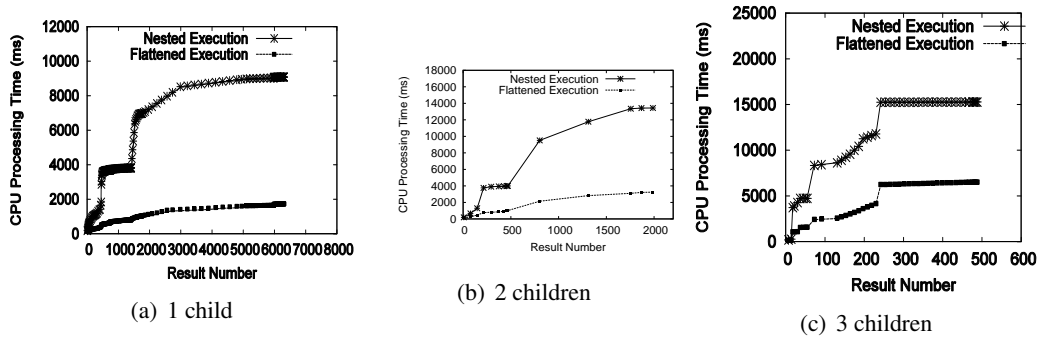 12000
10000
8000
6000
4000
2000
0
CPU Processing Time (ms)
Nested Execution
Flattened Execution
0 1000 2000 3000 4000 5000 6000 7000 8000
Result Number
(a) 1 child
18000
16000
14000
12000
10000
8000
6000
4000
2000
0
CPU Processing Time (ms)
Nested Execution
Flattened Execution
0 500 1000 1500 2000
Result Number
(b) 2 children
25000
20000
15000
10000
5000
0
CPU Processing Time (ms)
Nested Execution
Flattened Execution
0 100 200 300 400 500 600
Result Number
(c) 3 children